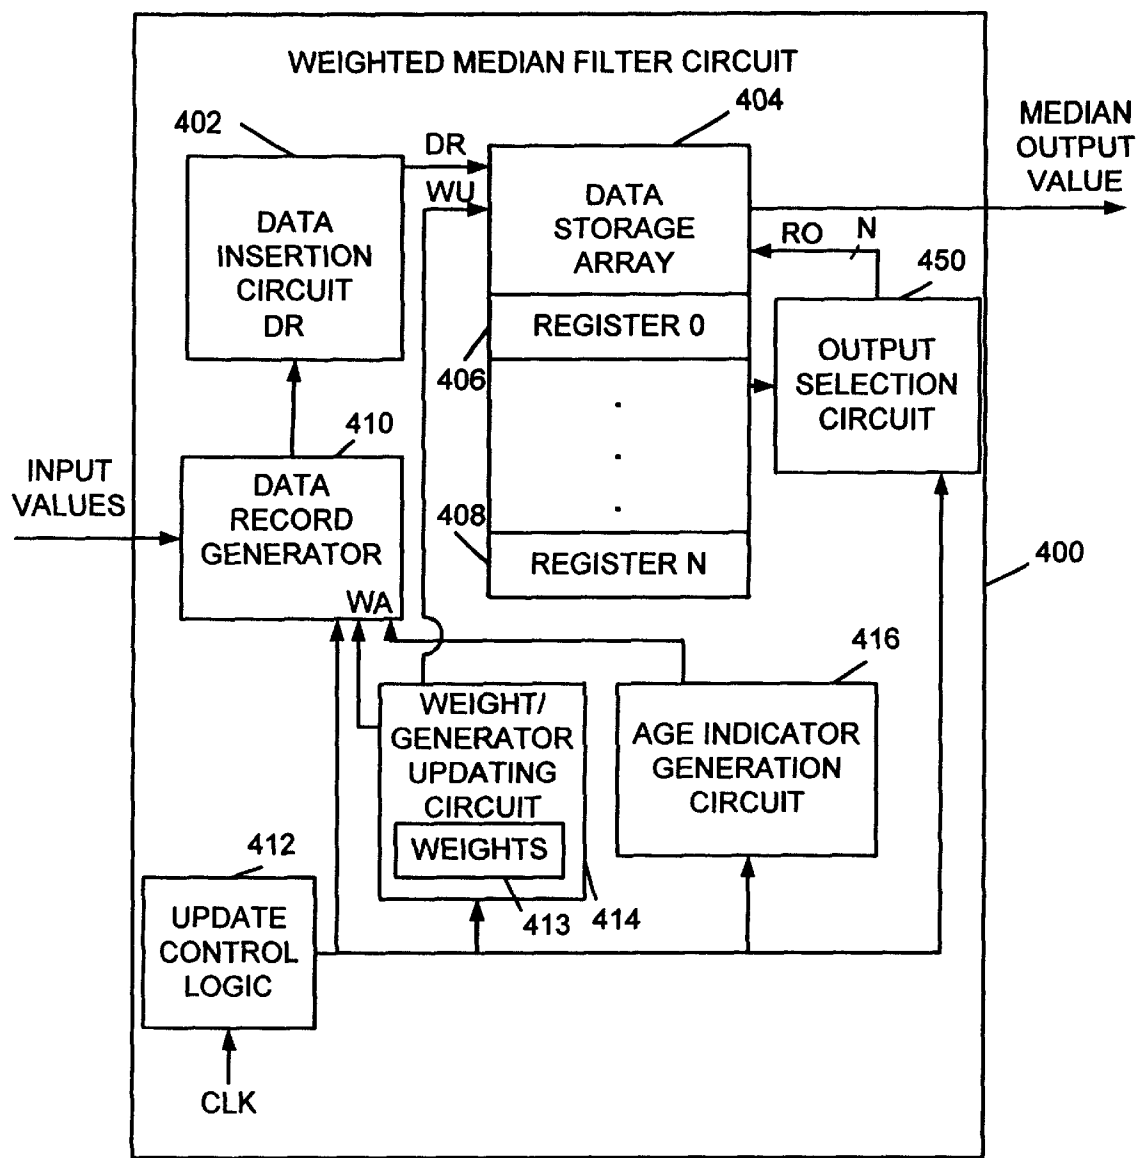 WEIGHTED MEDIAN FILTER CIRCUIT
402
404
MEDIAN
OUTPUT
VALUE
DR
WU
DATA
INSERTION
CIRCUIT
DR
DATA
STORAGE
ARRAY
RO
N
450
REGISTER 0
406
OUTPUT
SELECTION
CIRCUIT
.
.
.
410
INPUT
VALUES
DATA
RECORD
GENERATOR
WA
408
REGISTER N
400
416
WEIGHT/
GENERATOR
UPDATING
CIRCUIT
WEIGHTS
AGE INDICATOR
GENERATION
CIRCUIT
412
413
414
UPDATE
CONTROL
LOGIC
CLK